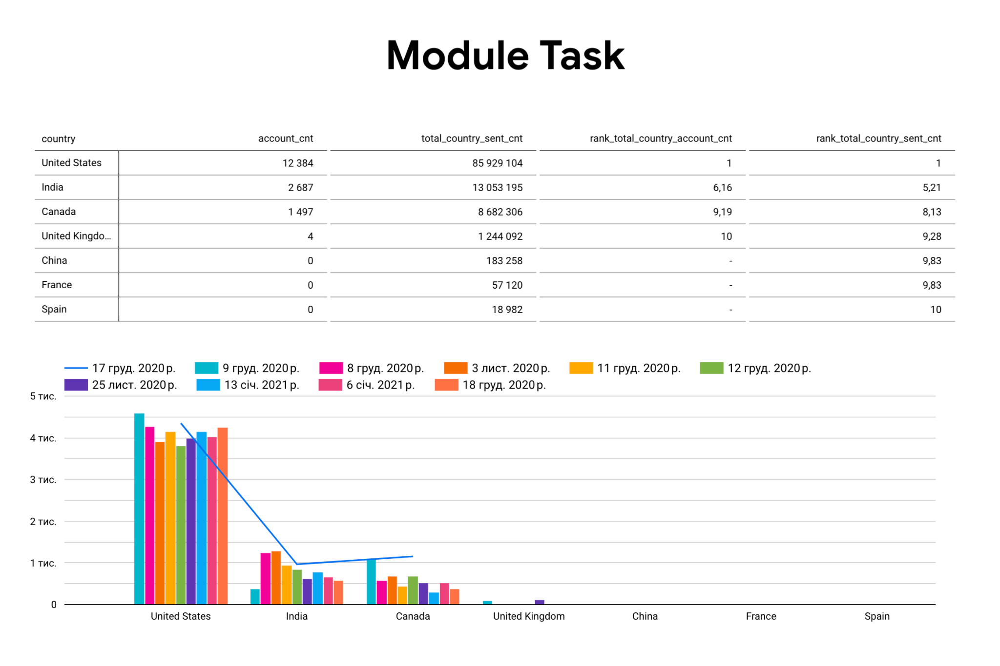 Module Task
country account_cnt total_country_sent_cnt rank_total_country_account_cnt rank_total_country_sent_cnt
United States 12 384 85 929 104 1 1
India 2 687 13 053 195 6,16 5,21
Canada 1 497 8 682 306 9,19 8,13
United Kingdo... 4 1 244 092 10 9,28
China 0 183 258 - 9,83
France 0 57 120 - 9,83
Spain 0 18 982 - 10
17 груд. 2020 р. 9 груд. 2020 р. 8 груд. 2020 р. 3 лист. 2020 р. 11 груд. 2020 р. 12 груд. 2020 р.
25 лист. 2020 р. 13 січ. 2021 р. 6 січ. 2021 р. 18 груд. 2020 р.
5 тис.
4 тис.
3 тис.
2 тис.
1 тис.
0
United States India Canada United Kingdom China France Spain